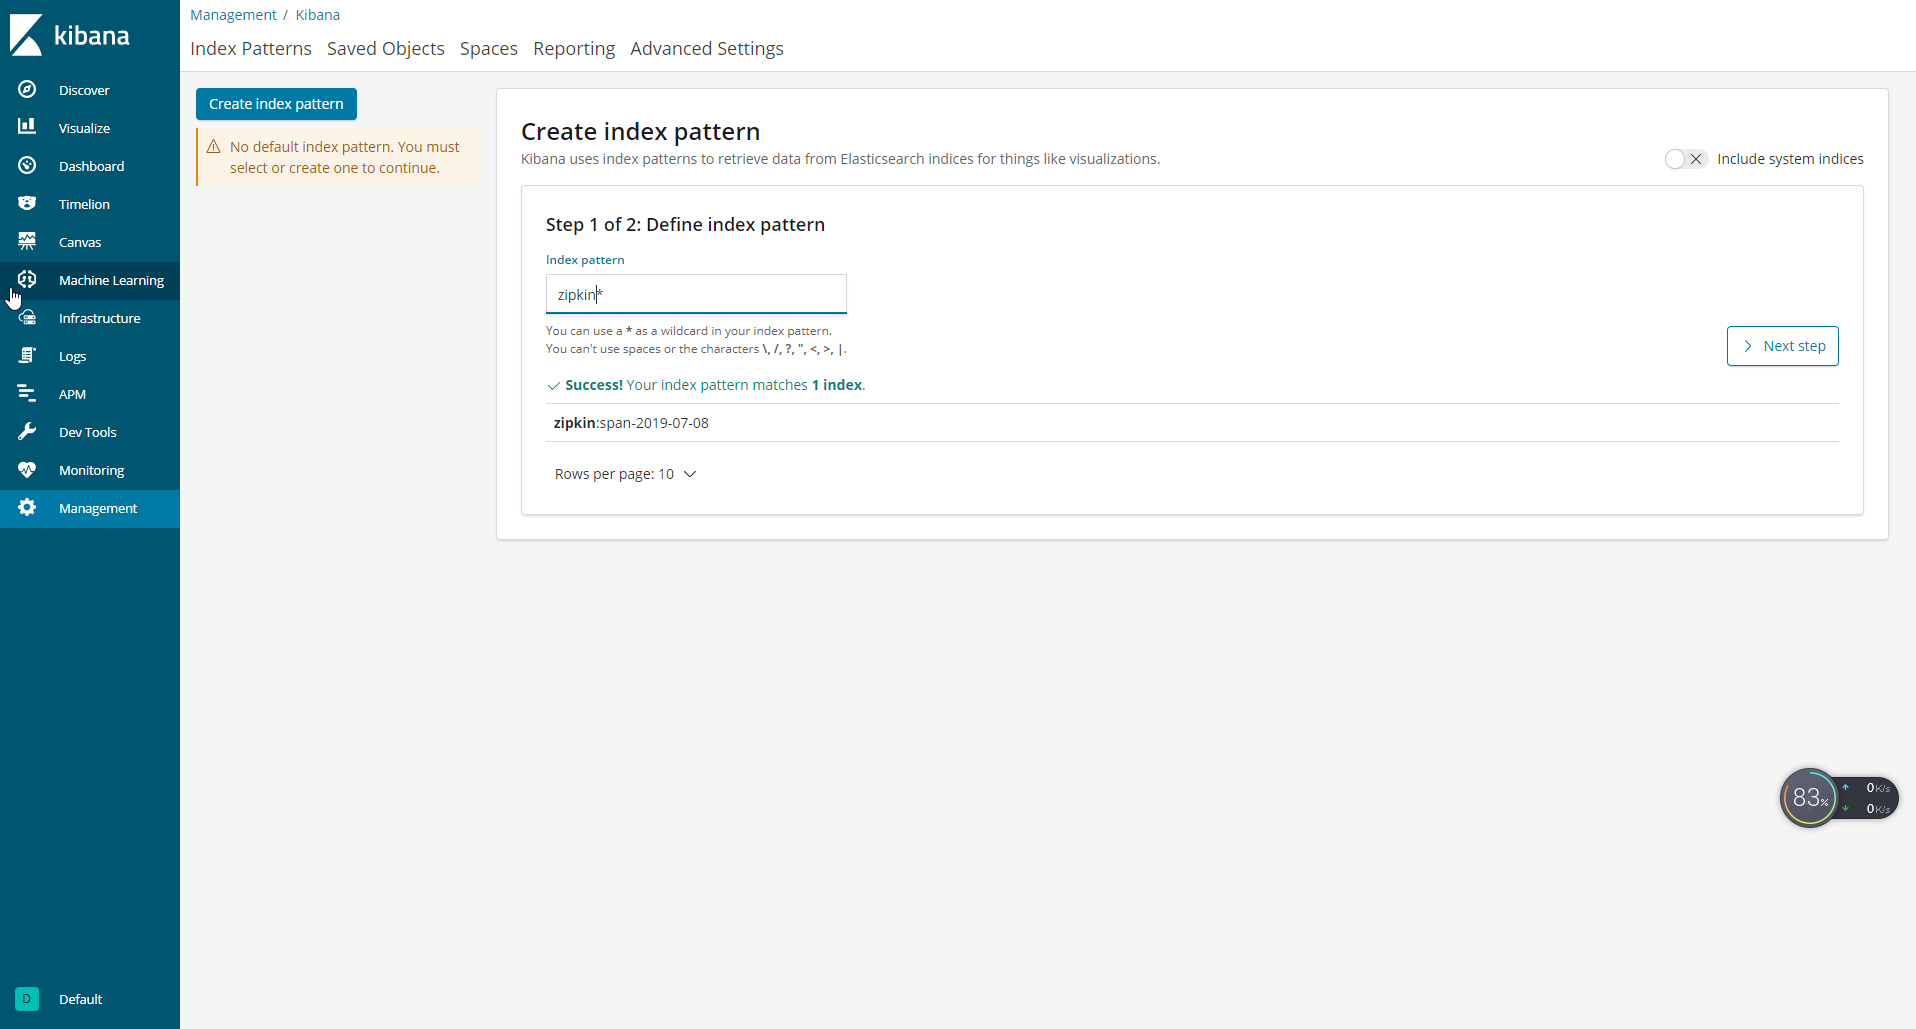 kibana
Discover
Visualize
Dashboard
Timelion
Canvas
Machine Learning
Infrastructure
Logs
APM
Dev Tools
Monitoring
Management
D
Default
Management / Kibana
Index Patterns Saved Objects Spaces Reporting Advanced Settings
Create index pattern
No default index pattern. You must
select or create one to continue.
Create index pattern
Kibana uses index patterns to retrieve data from Elasticsearch indices for things like visualizations.
Include system indices
Step 1 of 2: Define index pattern
Index pattern
zipkin*
You can use a * as a wildcard in your index pattern.
You can't use spaces or the characters \, /, ?, ", <, >, |.
Next step
Success! Your index pattern matches 1 index.
zipkin:span-2019-07-08
Rows per page: 10
83%
0K/s
0K/s